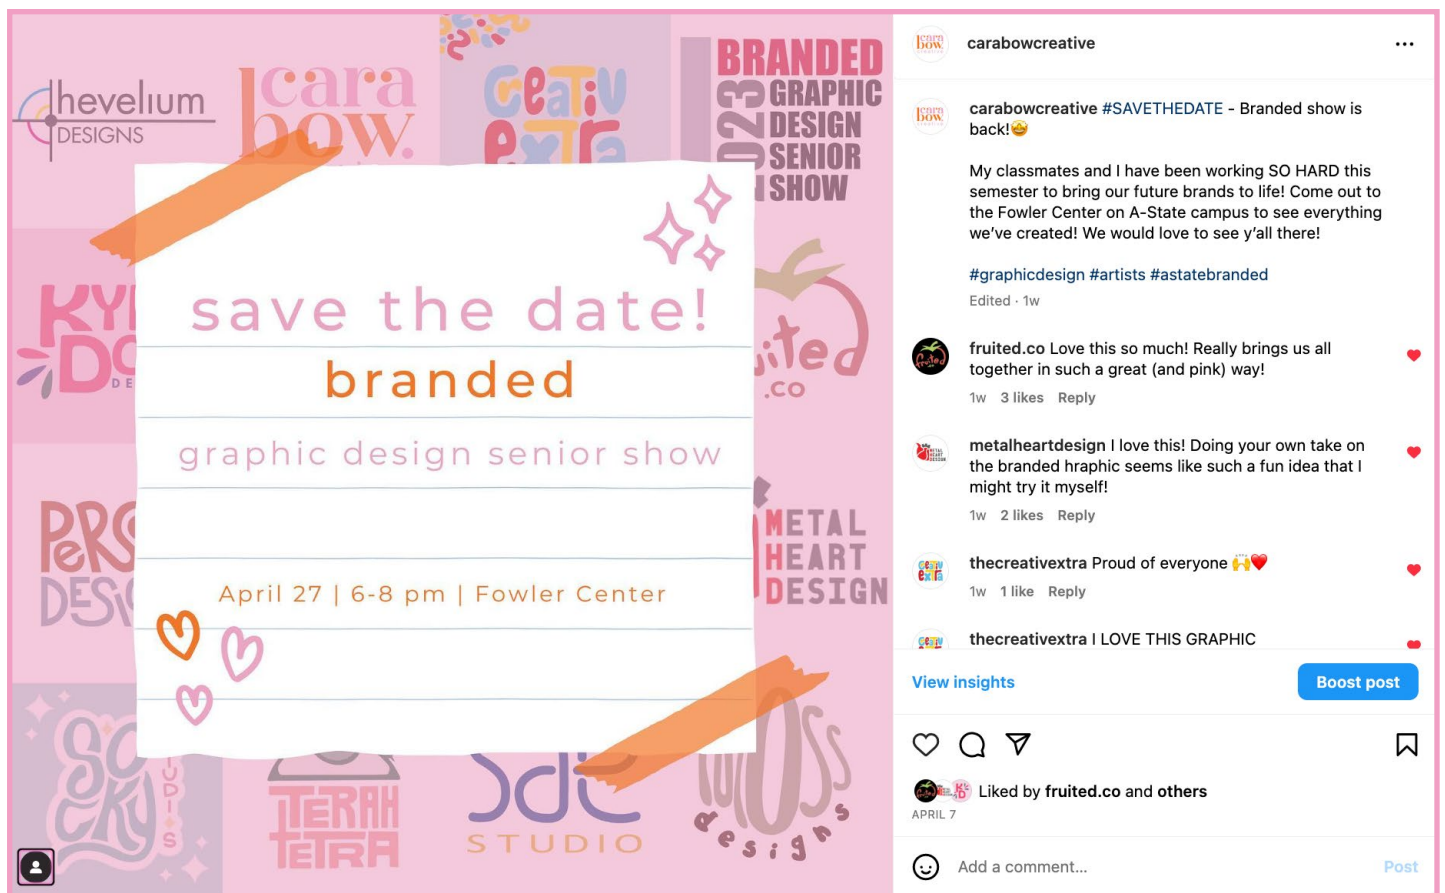 hevelium
DESIGNS
cara
bow.
creativ
extra
BRANDED
2023
GRAPHIC
DESIGN
SENIOR
SHOW
save the date!
branded
graphic design senior show
April 27 | 6-8 pm | Fowler Center
.co
METAL
HEART
DESIGN
TERAH
TETRA
sdc
STUDIO
designs
carabowcreative
carabowcreative #SAVETHEDATE - Branded show is
back!🤩
My classmates and I have been working SO HARD this
semester to bring our future brands to life! Come out to
the Fowler Center on A-State campus to see everything
we've created! We would love to see y'all there!
#graphicdesign #artists #astatebranded
Edited · 1w
fruited.co Love this so much! Really brings us all
together in such a great (and pink) way!
1w 3 likes Reply
metalheartdesign I love this! Doing your own take on
the branded hraphic seems like such a fun idea that I
might try it myself!
1w 2 likes Reply
thecreativextra Proud of everyone 🙌❤️
1w 1 like Reply
thecreativextra I LOVE THIS GRAPHIC
View insights
Boost post
Liked by fruited.co and others
APRIL 7
Add a comment...
Post